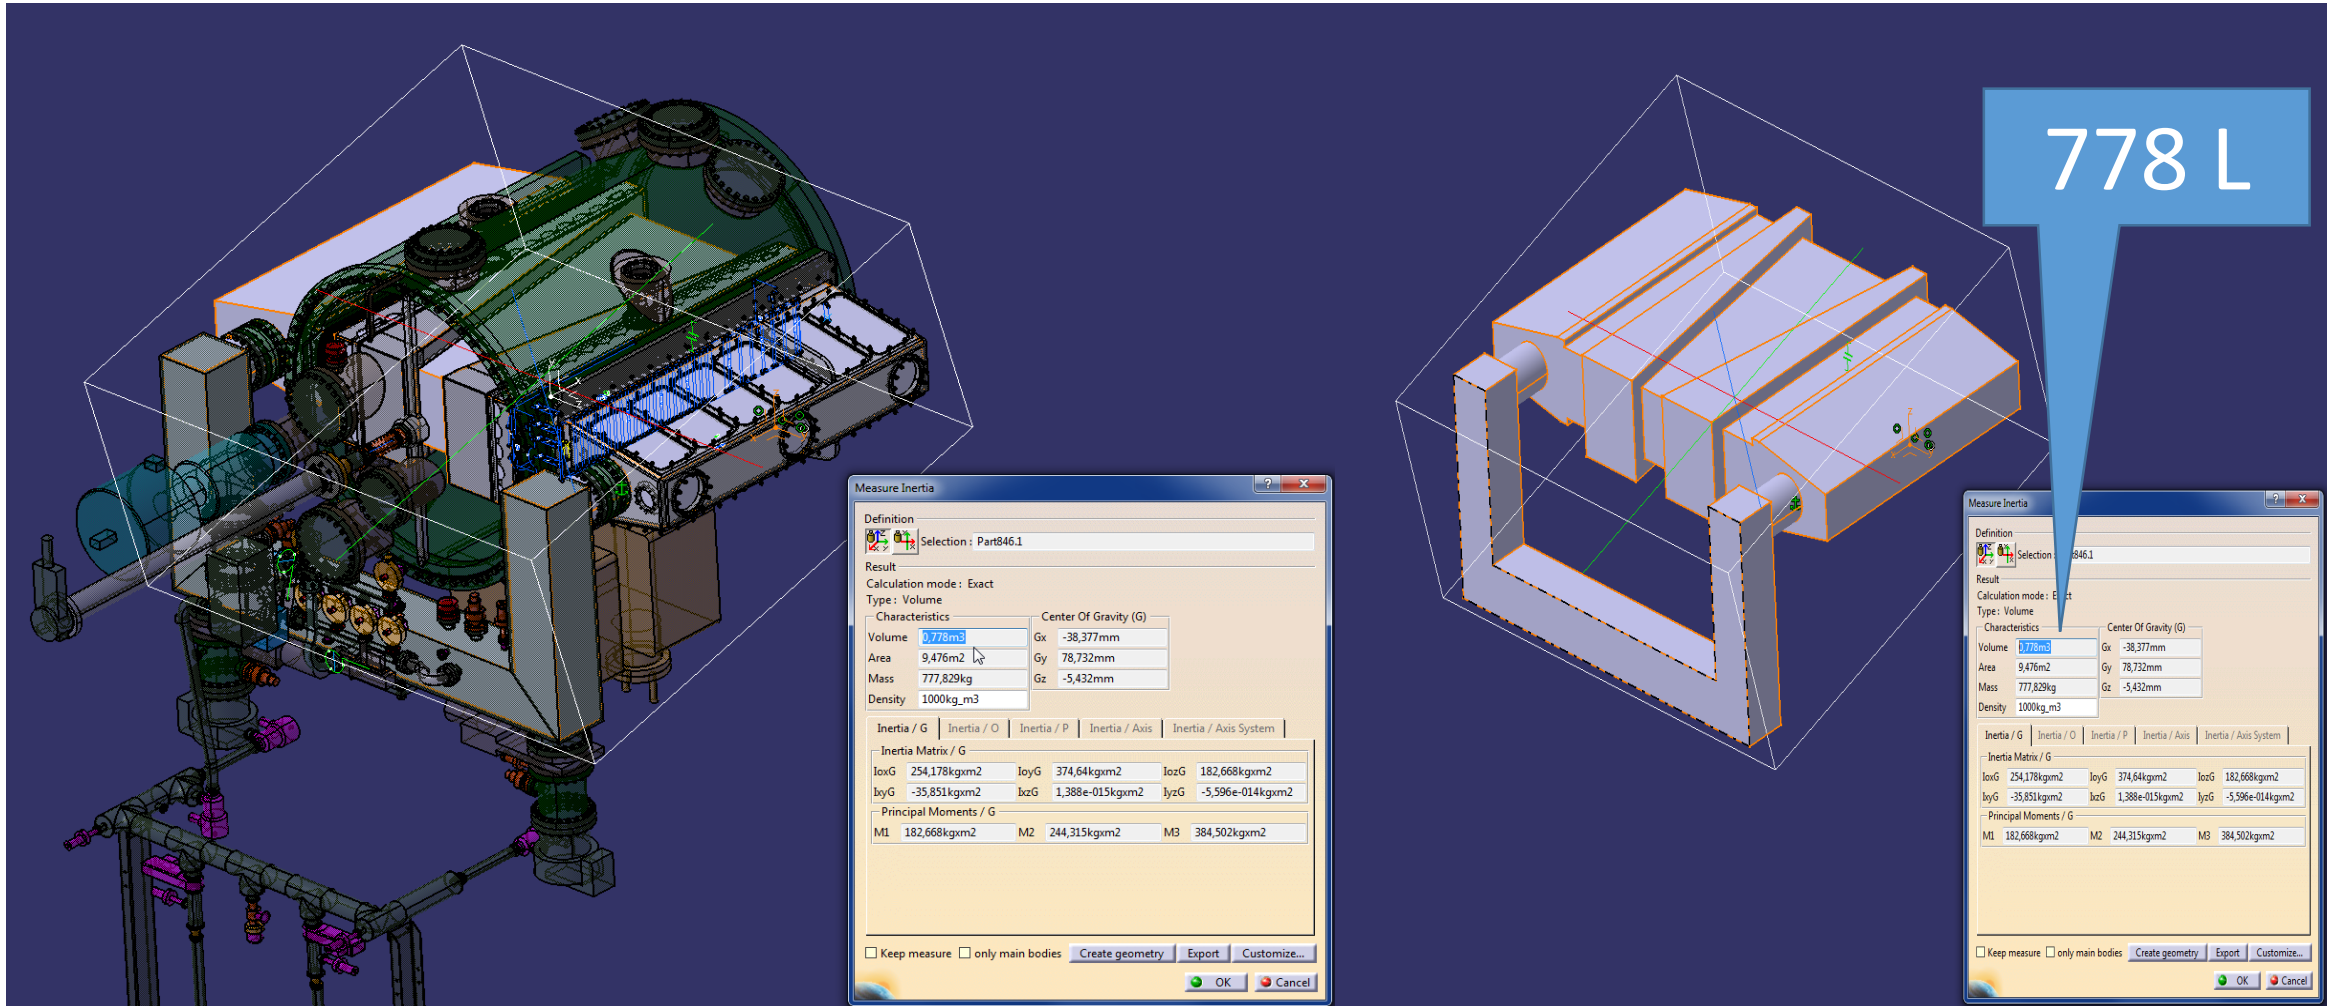 778 L
Measure Inertia
Definition
Selection : Part846.1
Result
Calculation mode : Exact
Type : Volume
Characteristics
Center Of Gravity (G)
Volume 0,778m3 Gx -38,377mm
Area 9,476m2 Gy 78,732mm
Mass 777,829kg Gz -5,432mm
Density 1000kg_m3
Inertia / G Inertia / O Inertia / P Inertia / Axis Inertia / Axis System
Inertia Matrix / G
IoxG 254,178kgxm2 IoyG 374,64kgxm2 IozG 182,668kgxm2
IxyG -35,851kgxm2 IxzG 1,388e-015kgxm2 IyzG -5,596e-014kgxm2
Principal Moments / G
M1 182,668kgxm2 M2 244,315kgxm2 M3 384,502kgxm2
Keep measure only main bodies Create geometry Export Customize...
OK Cancel
Measure Inertia
Definition
Selection : 846.1
Result
Calculation mode :
Type : Volume
Characteristics
Center Of Gravity (G)
Volume 0,778m3 Gx -38,377mm
Area 9,476m2 Gy 78,732mm
Mass 777,829kg Gz -5,432mm
Density 1000kg_m3
Inertia / G Inertia / O Inertia / P Inertia / Axis Inertia / Axis System
Inertia Matrix / G
IoxG 254,178kgxm2 IoyG 374,64kgxm2 IozG 182,668kgxm2
IxyG -35,851kgxm2 IxzG 1,388e-015kgxm2 IyzG -5,596e-014kgxm2
Principal Moments / G
M1 182,668kgxm2 M2 244,315kgxm2 M3 384,502kgxm2
Keep measure only main bodies Create geometry Export Customize...
OK Cancel